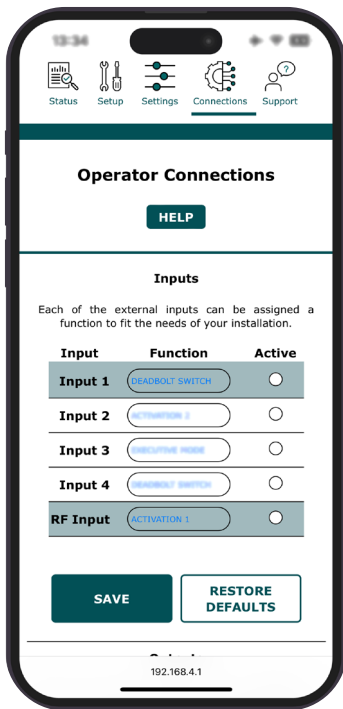 Status Setup Settings Connections Support
Operator Connections
HELP
Inputs
Each of the external inputs can be assigned a
function to fit the needs of your installation.
Input Function Active
Input 1 DEADBOLT SWITCH
Input 2 ACTIVATION 2
Input 3 EXECUTIVE MODE
Input 4 DEADBOLT SWITCH
RF Input ACTIVATION 1
SAVE
RESTORE
DEFAULTS
192.168.4.1